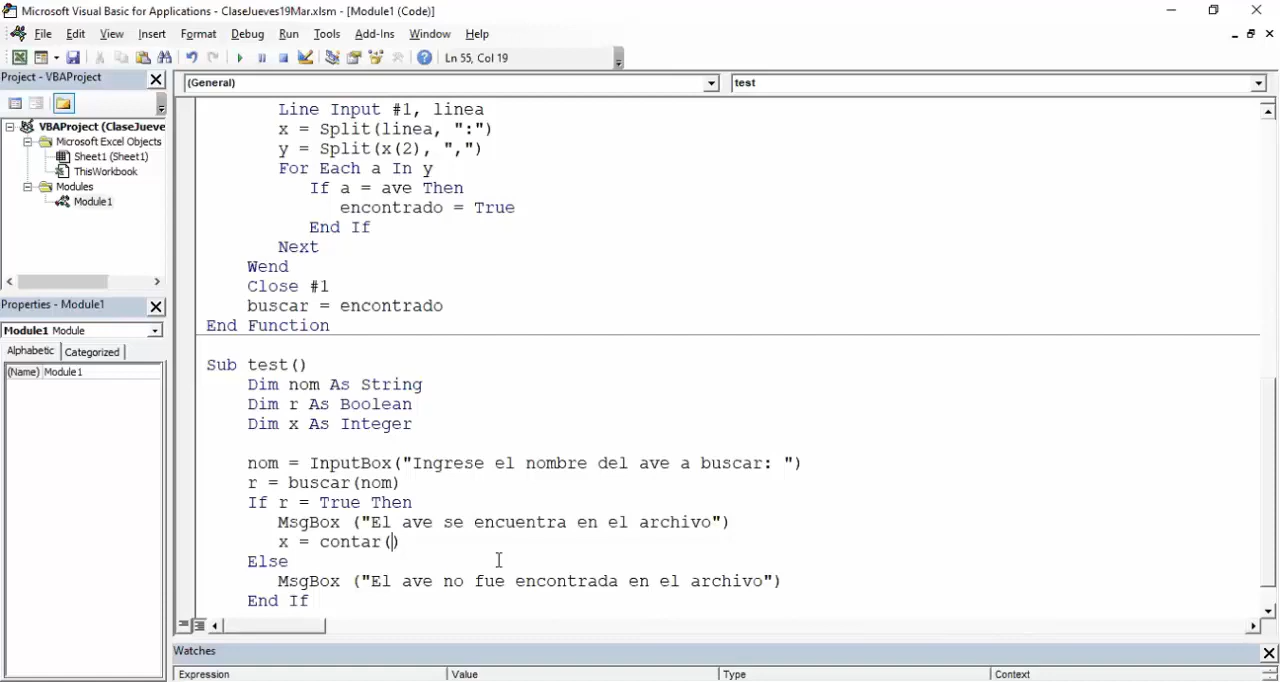 Microsoft Visual Basic for Applications - ClaseJueves19Mar.xlsm - [Module1 (Code)]
File Edit View Insert Format Debug Run Tools Add-Ins Window Help
Ln 55, Col 19
Project - VBAProject
VBAProject (ClaseJueve
Microsoft Excel Objects
Sheet1 (Sheet1)
ThisWorkbook
Modules
Module1
Properties - Module1
Module1 Module
Alphabetic Categorized
(Name) Module1
(General) test
Line Input #1, linea
x = Split(linea, ":")
y = Split(x(2), ",")
For Each a In y
If a = ave Then
encontrado = True
End If
Next
Wend
Close #1
buscar = encontrado
End Function
Sub test()
Dim nom As String
Dim r As Boolean
Dim x As Integer
nom = InputBox("Ingrese el nombre del ave a buscar: ")
r = buscar(nom)
If r = True Then
MsgBox ("El ave se encuentra en el archivo")
x = contar()
Else
MsgBox ("El ave no fue encontrada en el archivo")
End If
Watches
Expression Value Type Context